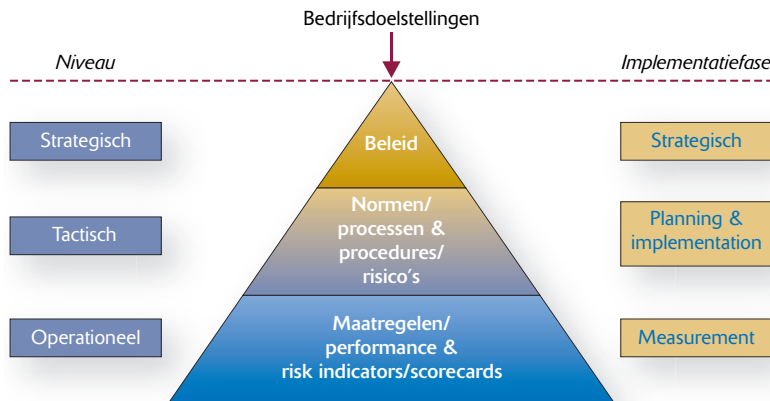 Bedrijfsdoelstellingen
Niveau
Implementatiefase
Strategisch
Beleid
Strategisch
Tactisch
Normen/
processen &
procedures/
risico's
Planning &
implementation
Operationeel
Maatregelen/
performance &
risk indicators/scorecards
Measurement